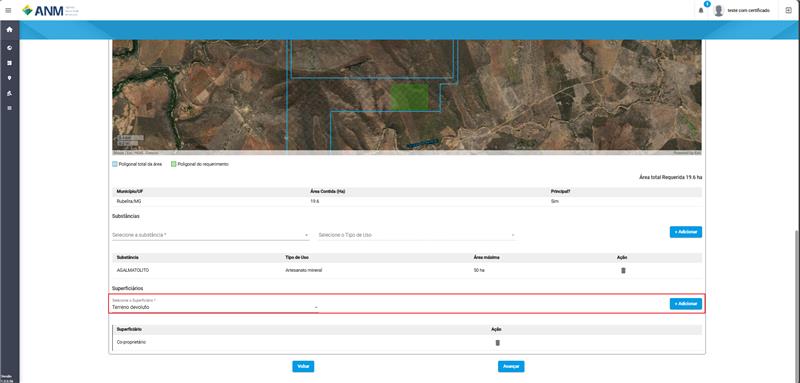 ANM
3
teste com certificado
Poligonal total da área
Poligonal do requerimento
Área total Requerida 19.6 ha
Município/UF Área Contida (Ha) Principal?
Rubelita/MG 19.6 Sim
Substâncias
Selecione a substância * Selecione o Tipo de Uso + Adicionar
Substância Tipo de Uso Área máxima Ação
AGALMATOLITO Artesanato mineral 50 ha
Superficiários
Selecione o Superficiário *
Terreno devoluto + Adicionar
Superficiário Ação
Co-proprietário
Voltar Avançar
Versão